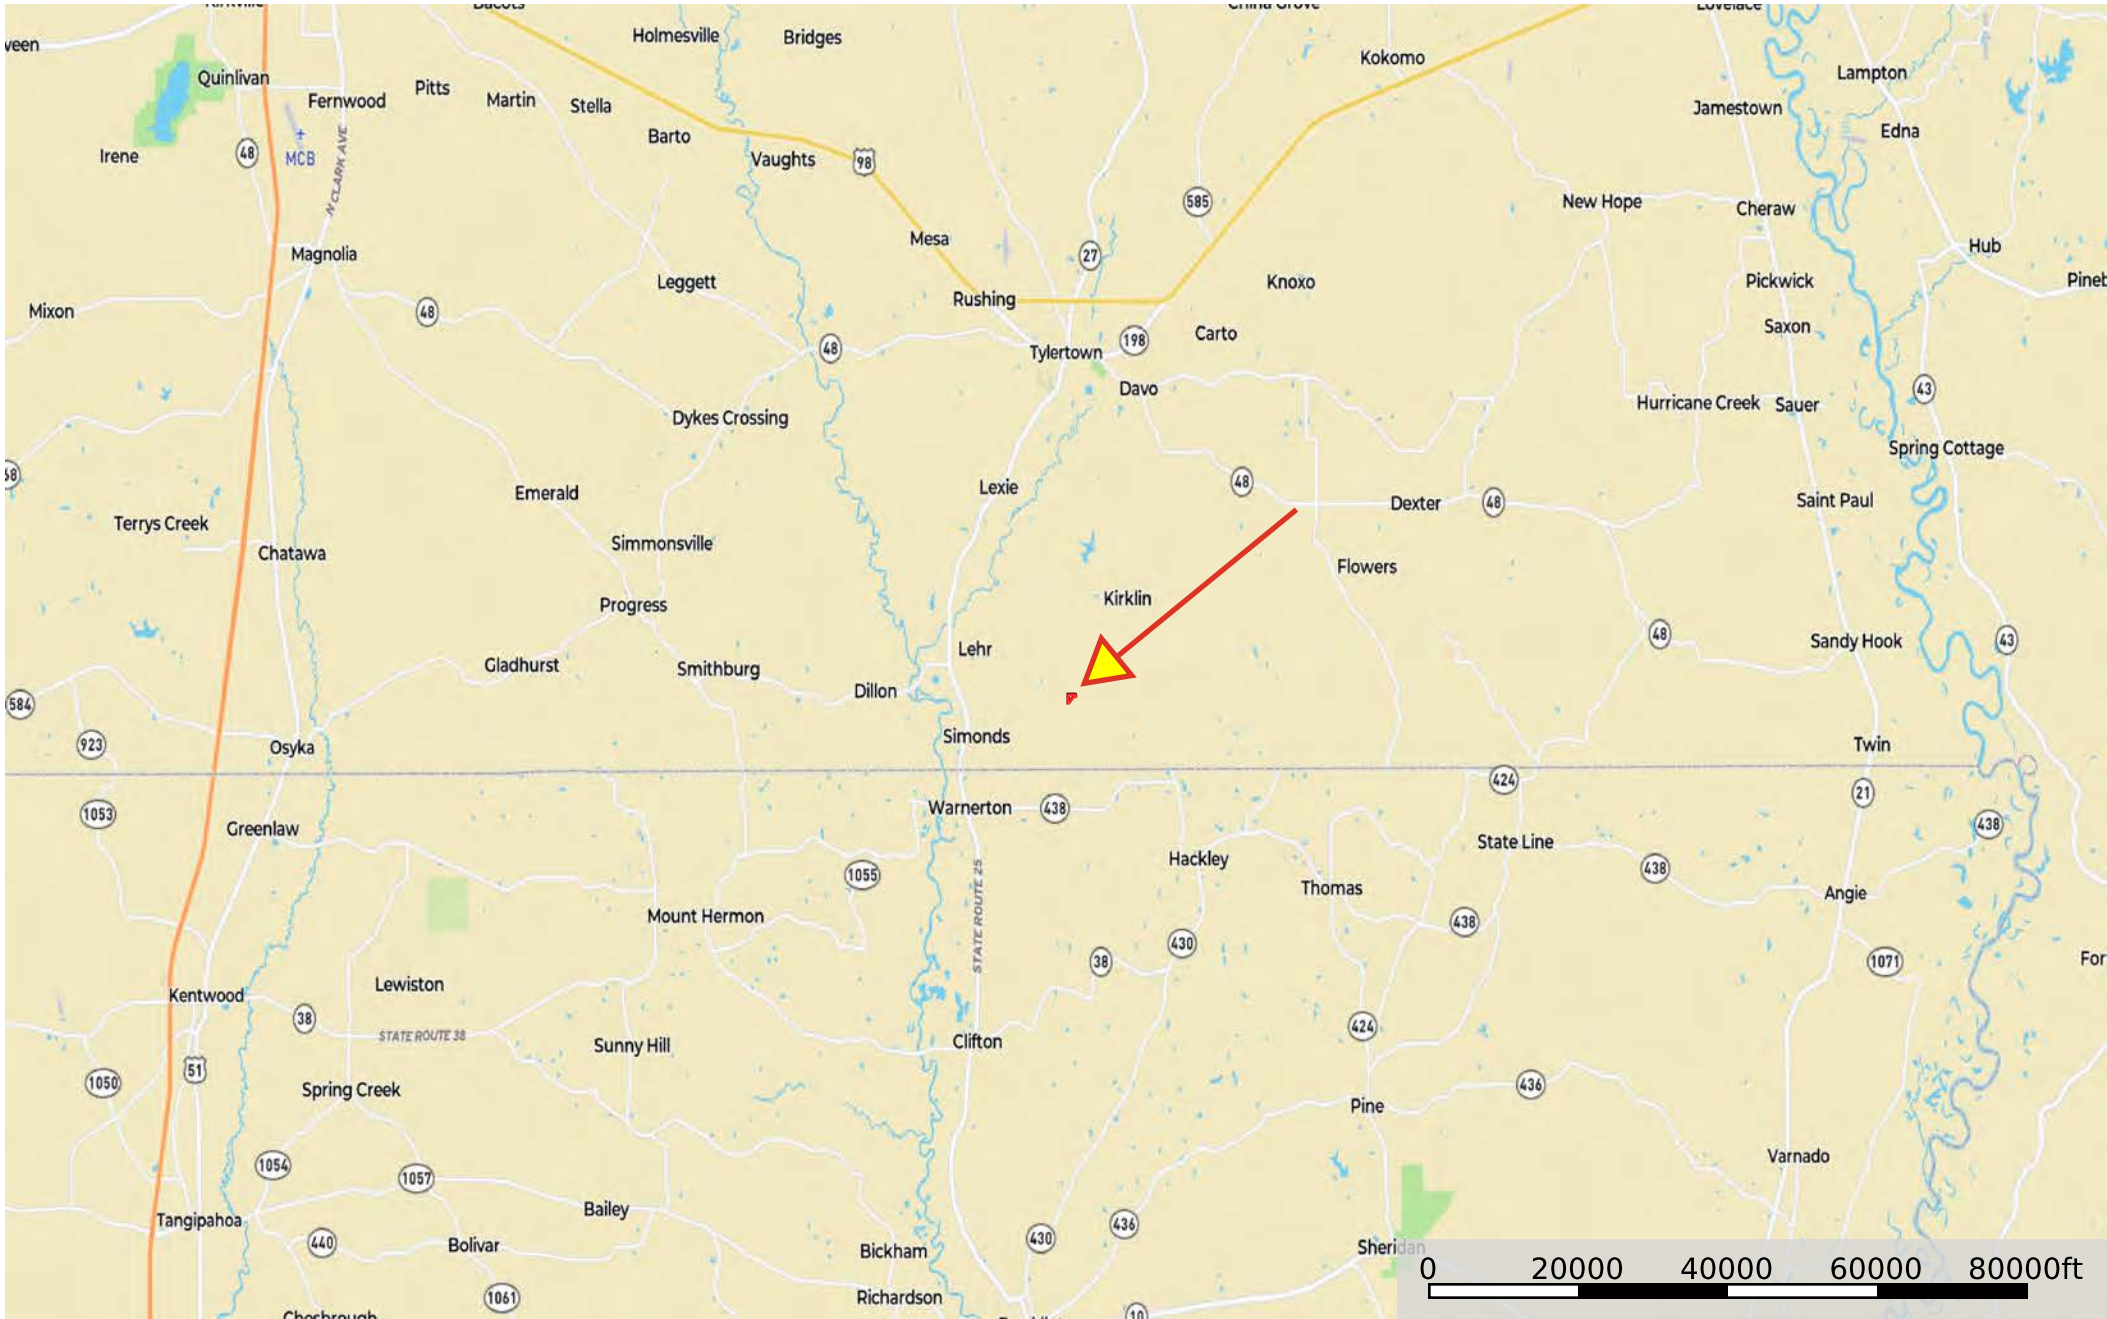 Holmesville
Bridges
Kokomo
Lampton
Quinlivan
Pitts
Fernwood
Martin
Stella
Jamestown
Edna
Barto
Irene
48
MCB
N CLARK AVE
Vaughts
98
585
New Hope
Cheraw
Mesa
27
Hub
Magnolia
Leggett
Knoxo
Pickwick
Mixon
48
Rushing
Saxon
48
Tylertown
198
Carto
Davo
43
Dykes Crossing
Hurricane Creek
Sauer
Spring Cottage
Emerald
Lexie
48
Dexter
48
Saint Paul
Terrys Creek
Chatawa
Simmonsville
Flowers
Progress
Kirklin
48
Sandy Hook
43
Gladhurst
Smithburg
Lehr
Dillon
584
923
Osyka
Simonds
Twin
424
21
1053
Greenlaw
Warnerton
438
438
State Line
Hackley
1055
438
Thomas
Angie
STATE ROUTE 25
Mount Hermon
438
430
38
1071
Lewiston
Kentwood
38
STATE ROUTE 38
Sunny Hill
Clifton
424
51
1050
Spring Creek
436
Pine
1054
1057
Varnado
Bailey
Tangipahoa
440
Bolivar
Bickham
430
436
Sheridan
1061
Richardson
10
0 20000 40000 60000 80000ft